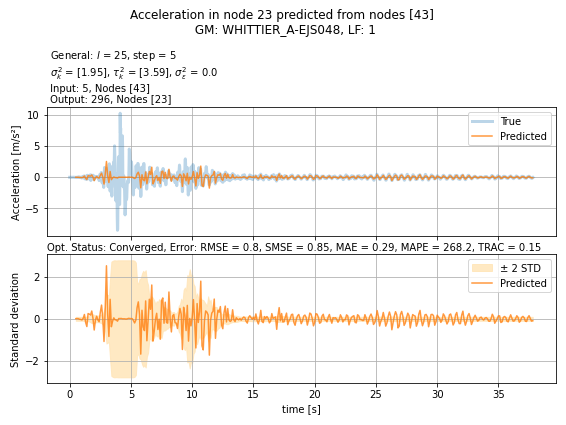 Acceleration in node 23 predicted from nodes [43]
GM: WHITTIER_A-EJS048, LF: 1
General: l = 25, step = 5
σ²ₖ = [1.95], τ²ₖ = [3.59], σ²ε = 0.0
Input: 5, Nodes [43]
Output: 296, Nodes [23]
Acceleration [m/s²]
10
5
0
−5
True
Predicted
Opt. Status: Converged, Error: RMSE = 0.8, SMSE = 0.85, MAE = 0.29, MAPE = 268.2, TRAC = 0.15
Standard deviation
2
0
−2
± 2 STD
Predicted
0 5 10 15 20 25 30 35
time [s]